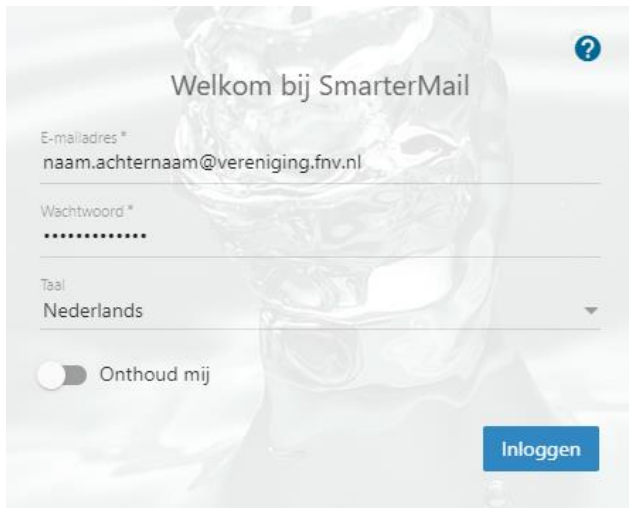 ?
Welkom bij SmarterMail
E-mailadres *
naam.achternaam@vereniging.fnv.nl
Wachtwoord *
•••••••••••••
Taal
Nederlands
Onthoud mij
Inloggen